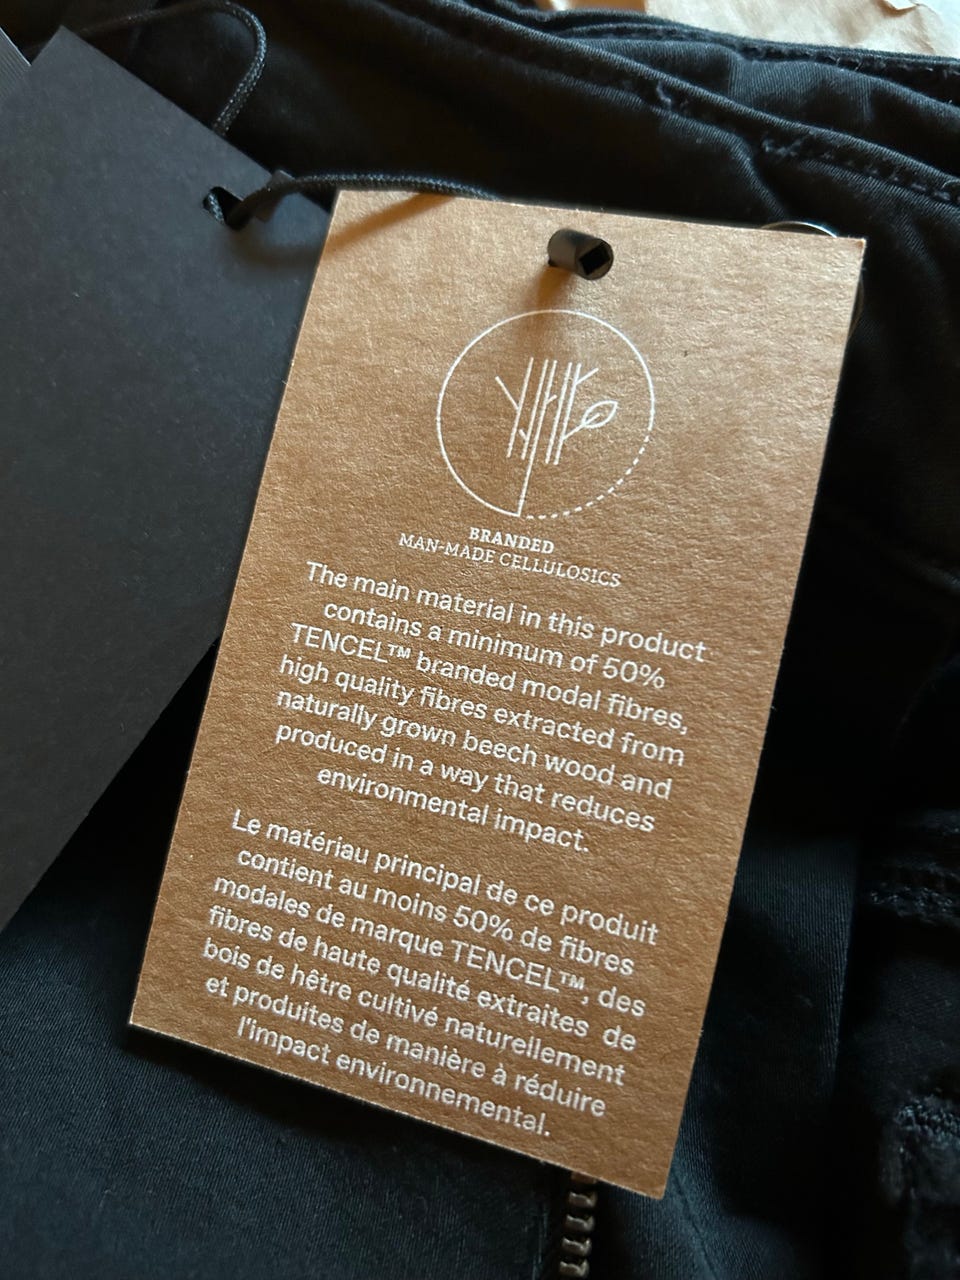 BRANDED
MAN-MADE CELLULOSICS
The main material in this product
contains a minimum of 50%
TENCEL™ branded modal fibres,
high quality fibres extracted from
naturally grown beech wood and
produced in a way that reduces
environmental impact.
Le matériau principal de ce produit
contient au moins 50% de fibres
modales de marque TENCEL™, des
fibres de haute qualité extraites de
bois de hêtre cultivé naturellement
et produites de manière à réduire
l'impact environnemental.